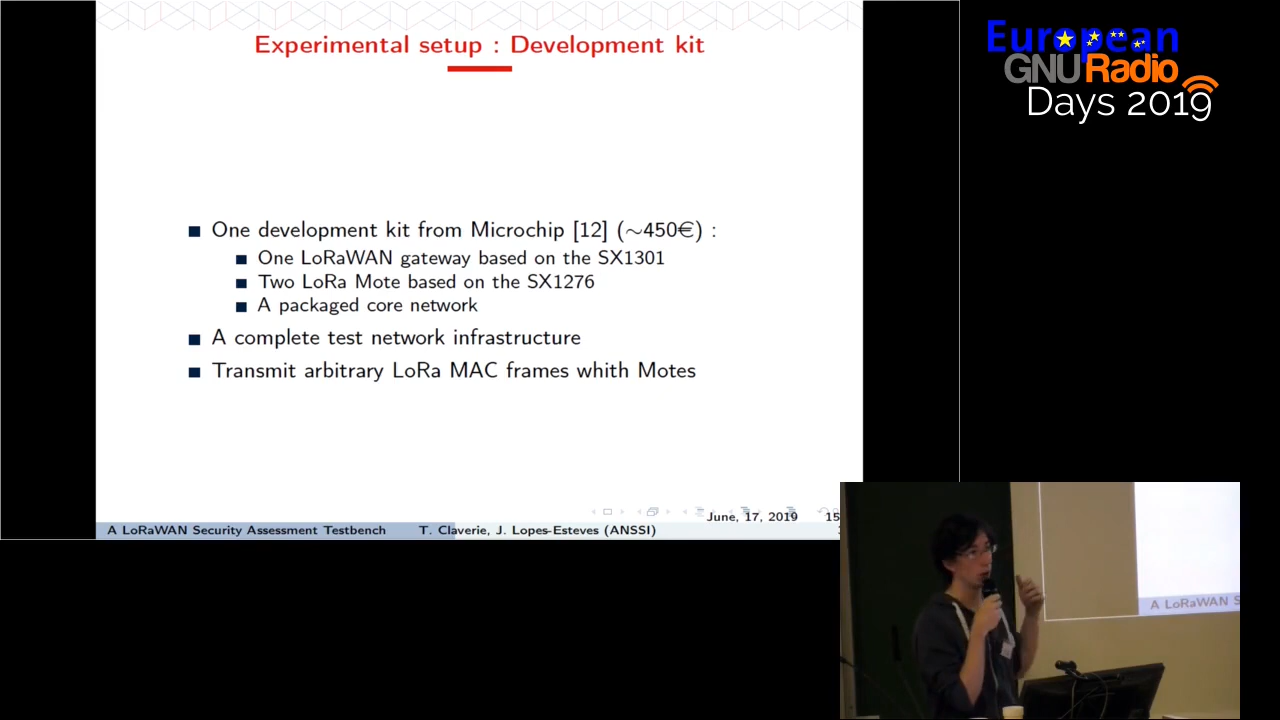 Experimental setup : Development kit
One development kit from Microchip [12] (~450€) :
One LoRaWAN gateway based on the SX1301
Two LoRa Mote based on the SX1276
A packaged core network
A complete test network infrastructure
Transmit arbitrary LoRa MAC frames whith Motes
June, 17, 2019 15
A LoRaWAN Security Assessment Testbench T. Claverie, J. Lopes-Esteves (ANSSI)
European
GNURadio
Days 2019
A LoRaWAN S